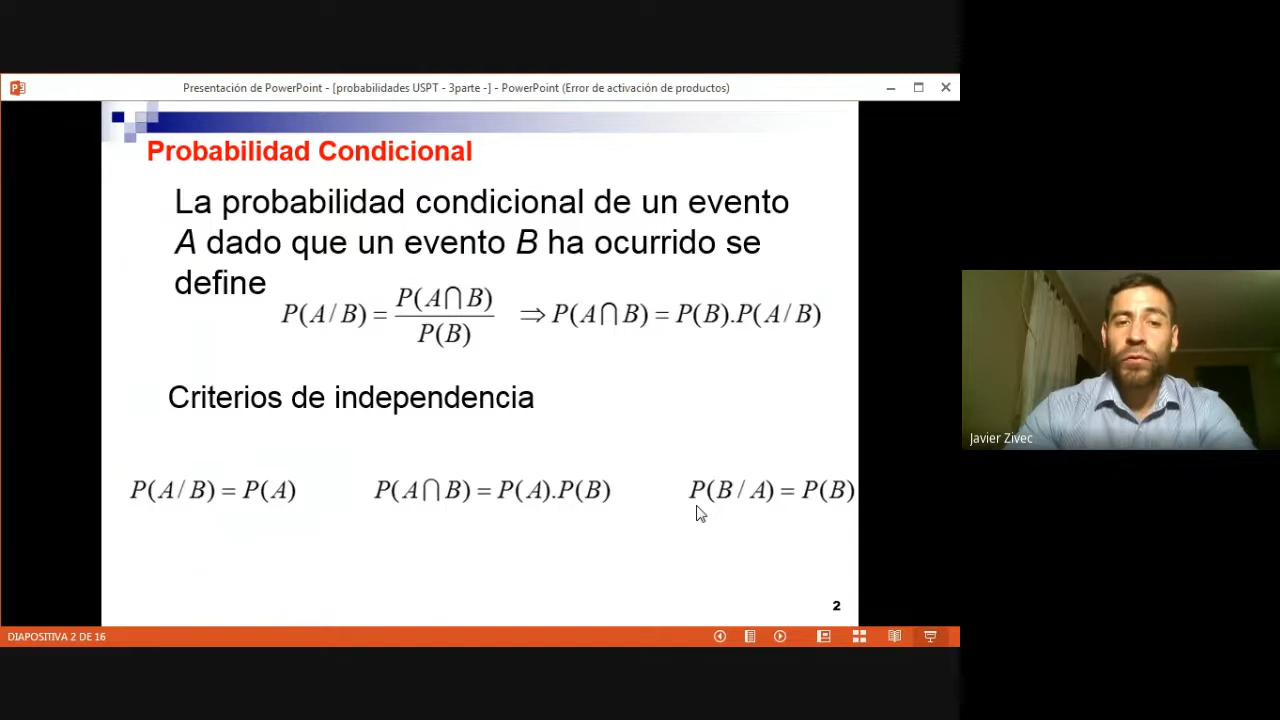 Presentación de PowerPoint - [probabilidades USPT - 3parte -] - PowerPoint (Error de activación de productos)
Probabilidad Condicional
La probabilidad condicional de un evento
A dado que un evento B ha ocurrido se
define
P(A/B) = P(A⋂B) / P(B) ⇒ P(A⋂B) = P(B).P(A/B)
Criterios de independencia
P(A/B) = P(A) P(A⋂B) = P(A).P(B) P(B/A) = P(B)
2
DIAPOSITIVA 2 DE 16
Javier Zivec